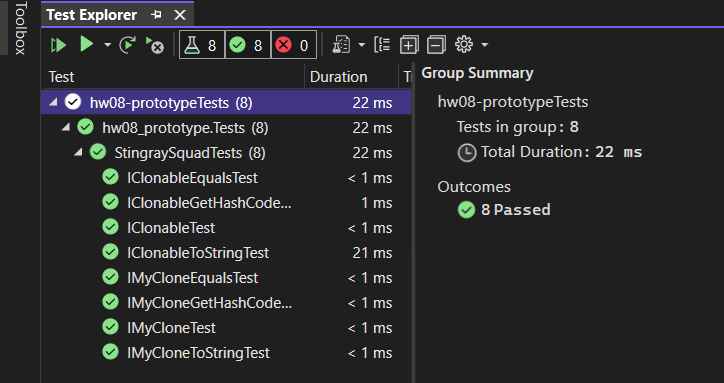 Toolbox
Test Explorer
8 8 0
Test Duration T
hw08-prototypeTests (8) 22 ms
hw08_prototype.Tests (8) 22 ms
StingraySquadTests (8) 22 ms
IClonableEqualsTest < 1 ms
IClonableGetHashCode... 1 ms
IClonableTest < 1 ms
IClonableToStringTest 21 ms
IMyCloneEqualsTest < 1 ms
IMyCloneGetHashCode... < 1 ms
IMyCloneTest < 1 ms
IMyCloneToStringTest < 1 ms
Group Summary
hw08-prototypeTests
Tests in group: 8
Total Duration: 22 ms
Outcomes
8 Passed